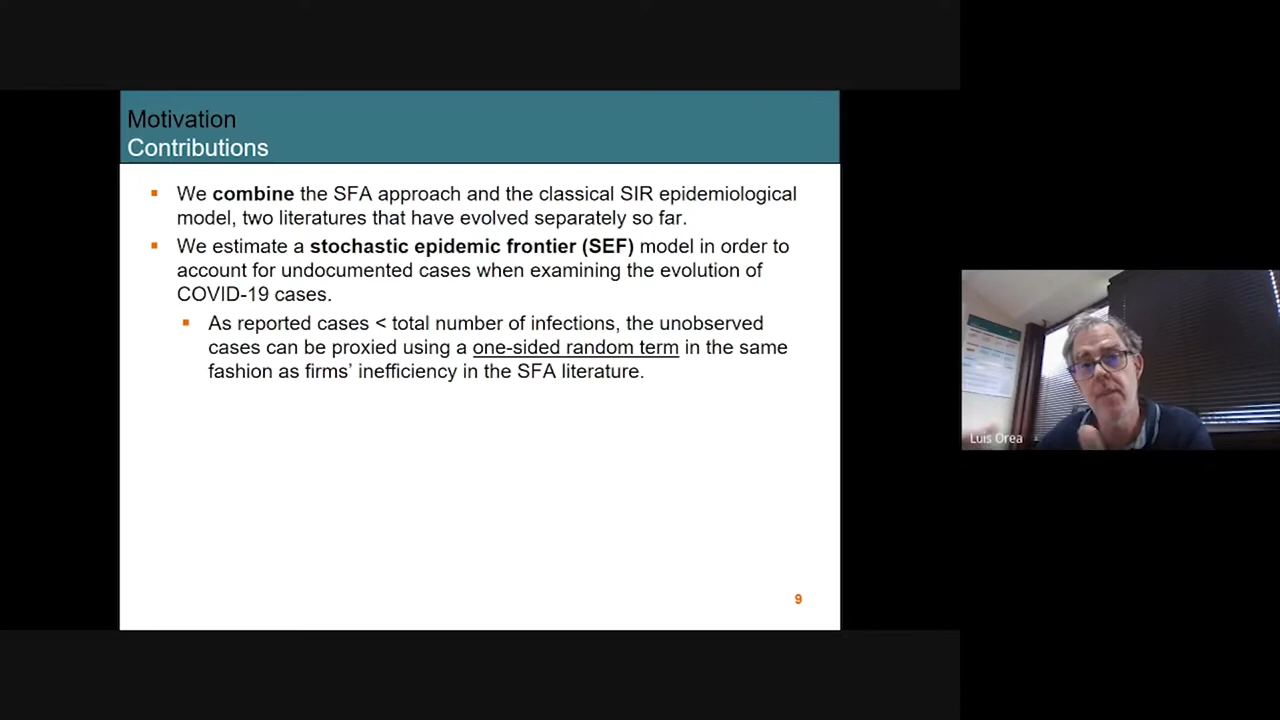 Motivation
Contributions
▪ We combine the SFA approach and the classical SIR epidemiological
model, two literatures that have evolved separately so far.
▪ We estimate a stochastic epidemic frontier (SEF) model in order to
account for undocumented cases when examining the evolution of
COVID-19 cases.
▪ As reported cases < total number of infections, the unobserved
cases can be proxied using a one-sided random term in the same
fashion as firms’ inefficiency in the SFA literature.
Luis Orea
9